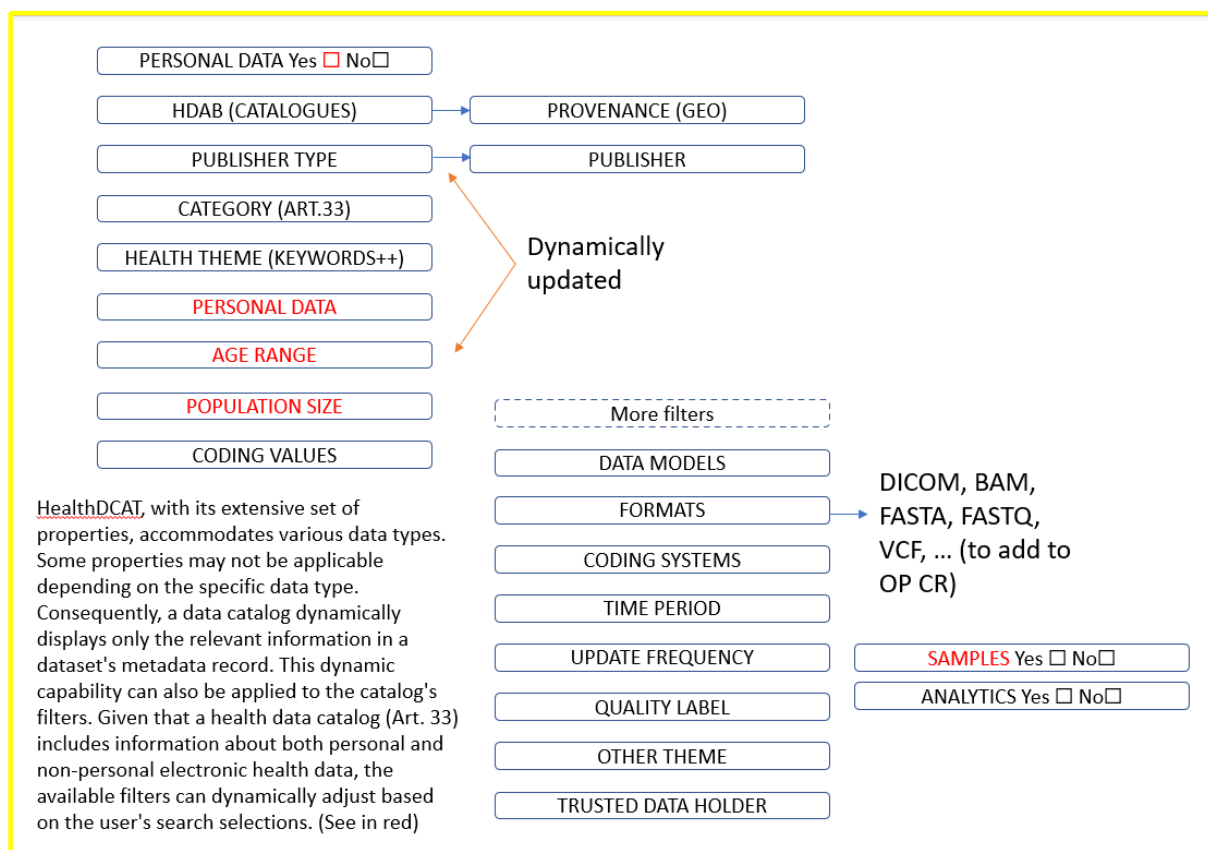 PERSONAL DATA Yes ☐ No☐
HDAB (CATALOGUES)
PROVENANCE (GEO)
PUBLISHER TYPE
PUBLISHER
CATEGORY (ART.33)
HEALTH THEME (KEYWORDS++)
Dynamically
updated
PERSONAL DATA
AGE RANGE
POPULATION SIZE
CODING VALUES
HealthDCAT, with its extensive set of
properties, accommodates various data types.
Some properties may not be applicable
depending on the specific data type.
Consequently, a data catalog dynamically
displays only the relevant information in a
dataset's metadata record. This dynamic
capability can also be applied to the catalog's
filters. Given that a health data catalog (Art. 33)
includes information about both personal and
non-personal electronic health data, the
available filters can dynamically adjust based
on the user's search selections. (See in red)
More filters
DATA MODELS
FORMATS
DICOM, BAM,
FASTA, FASTQ,
VCF, ... (to add to
OP CR)
CODING SYSTEMS
TIME PERIOD
UPDATE FREQUENCY
QUALITY LABEL
OTHER THEME
TRUSTED DATA HOLDER
SAMPLES Yes ☐ No☐
ANALYTICS Yes ☐ No☐